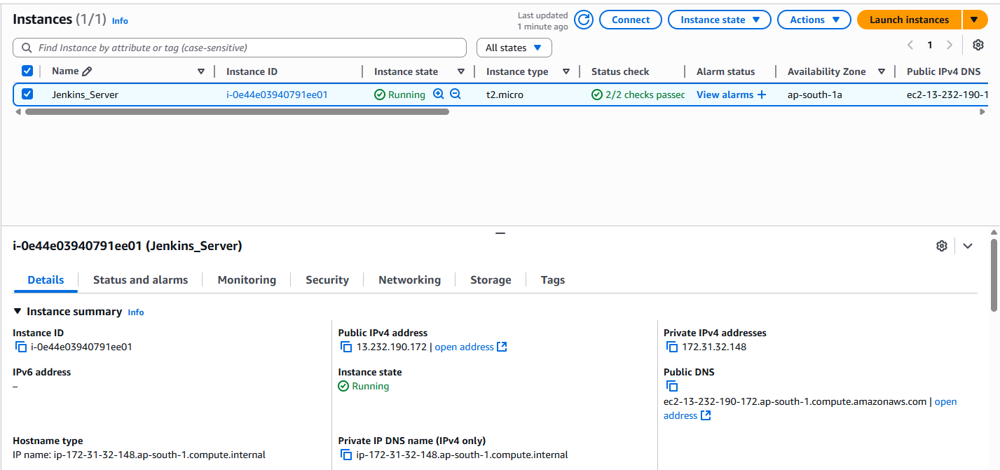 Instances (1/1) Info
Last updated
1 minute ago
Connect
Instance state
Actions
Launch instances
Find Instance by attribute or tag (case-sensitive)
All states
1
Name Instance ID Instance state Instance type Status check Alarm status Availability Zone Public IPv4 DNS
Jenkins_Server i-0e44e03940791ee01 Running t2.micro 2/2 checks passec View alarms + ap-south-1a ec2-13-232-190-1
i-0e44e03940791ee01 (Jenkins_Server)
Details Status and alarms Monitoring Security Networking Storage Tags
Instance summary Info
Instance ID
i-0e44e03940791ee01
Public IPv4 address
13.232.190.172 | open address
Private IPv4 addresses
172.31.32.148
IPv6 address
–
Instance state
Running
Public DNS
ec2-13-232-190-172.ap-south-1.compute.amazonaws.com | open
address
Hostname type
IP name: ip-172-31-32-148.ap-south-1.compute.internal
Private IP DNS name (IPv4 only)
ip-172-31-32-148.ap-south-1.compute.internal